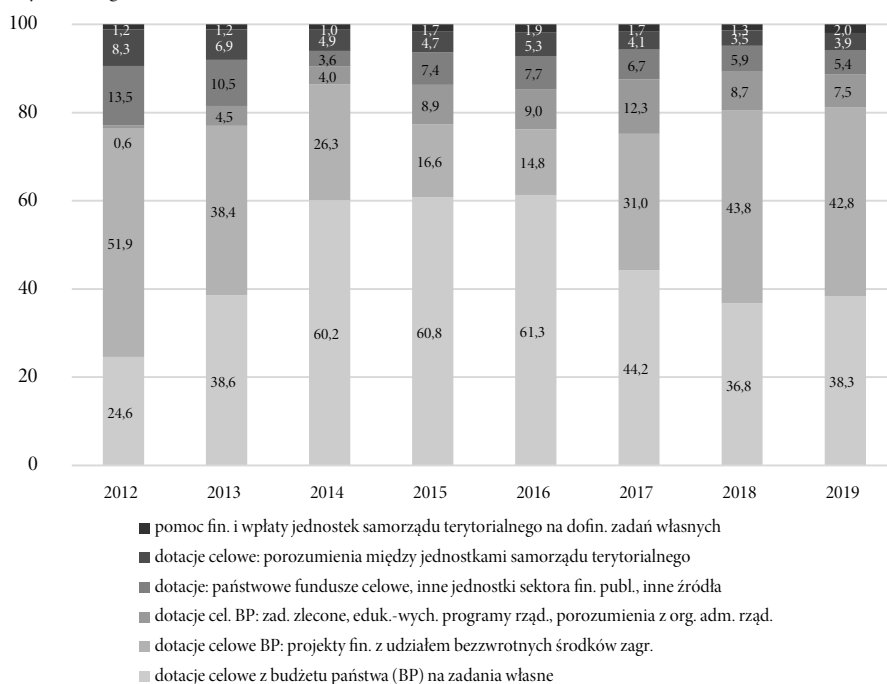 100
80
60
40
20
0
1,2 1,2 1,0 1,7 1,9 1,7 1,3 2,0
8,3 6,9 4,9 4,7 5,3 4,1 3,5 3,9
13,5 10,5 3,6 7,4 7,7 6,7 5,9 5,4
0,6 4,5 4,0 8,9 9,0 12,3 8,7 7,5
51,9 38,4 26,3 16,6 14,8 31,0 43,8 42,8
24,6 38,6 60,2 60,8 61,3 44,2 36,8 38,3
2012 2013 2014 2015 2016 2017 2018 2019
pomoc fin. i wpłaty jednostek samorządu terytorialnego na dofin. zadań własnych
dotacje celowe: porozumienia między jednostkami samorządu terytorialnego
dotacje: państwowe fundusze celowe, inne jednostki sektora fin. publ., inne źródła
dotacje cel. BP: zad. zlecone, eduk.-wych. programy rząd., porozumienia z org. adm. rząd.
dotacje celowe BP: projekty fin. z udziałem bezzwrotnych środków zagr.
dotacje celowe z budżetu państwa (BP) na zadania własne